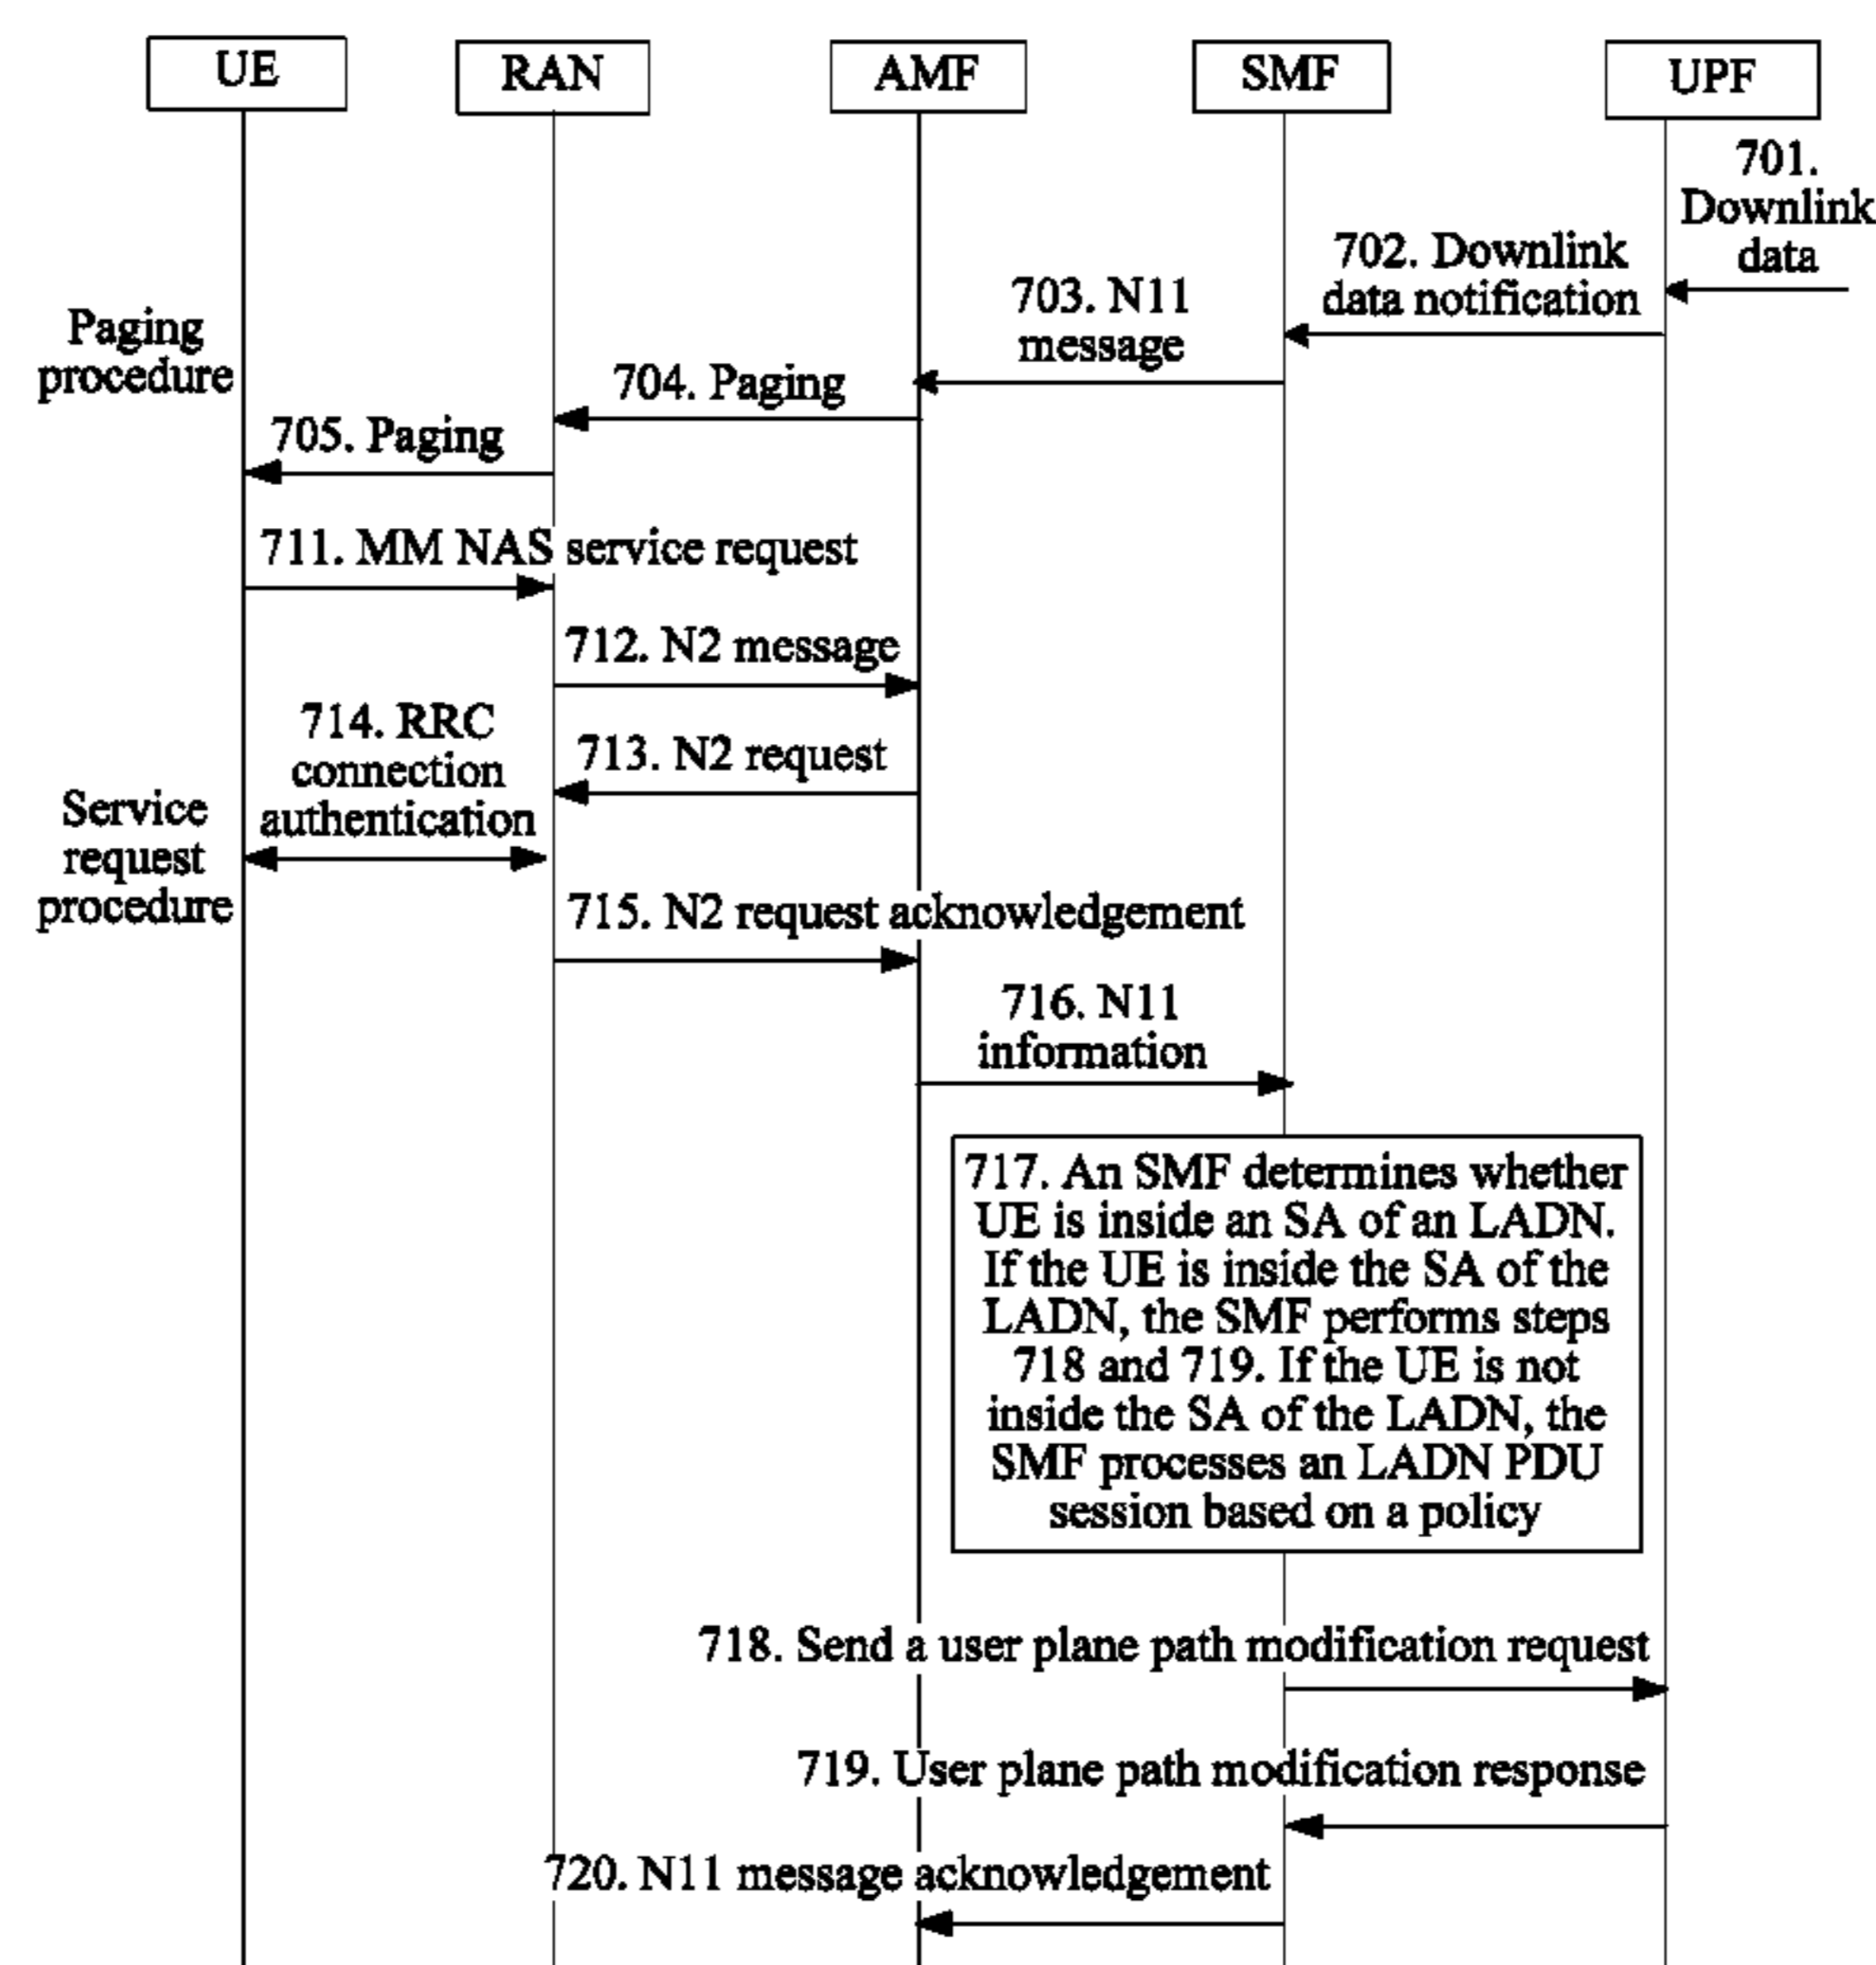 UE
RAN
AMF
SMF
UPF
701.
Downlink
data
702. Downlink
data notification
703. N11
message
Paging
procedure
704. Paging
705. Paging
711. MM NAS service request
712. N2 message
714. RRC
connection
authentication
713. N2 request
Service
request
procedure
715. N2 request acknowledgement
716. N11
information
717. An SMF determines whether
UE is inside an SA of an LADN.
If the UE is inside the SA of the
LADN, the SMF performs steps
718 and 719. If the UE is not
inside the SA of the LADN, the
SMF processes an LADN PDU
session based on a policy
718. Send a user plane path modification request
719. User plane path modification response
720. N11 message acknowledgement